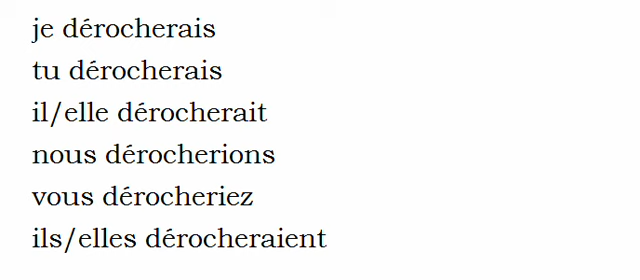 je dérocherais
tu dérocherais
il/elle dérocherait
nous dérocherions
vous dérocheriez
ils/elles dérocheraient